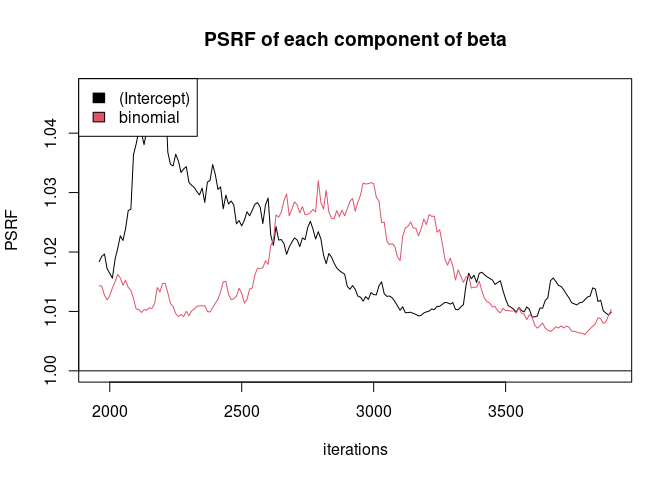 PSRF of each component of beta
(Intercept)
binomial
PSRF
1.04
1.03
1.02
1.01
1.00
2000 2500 3000 3500
iterations